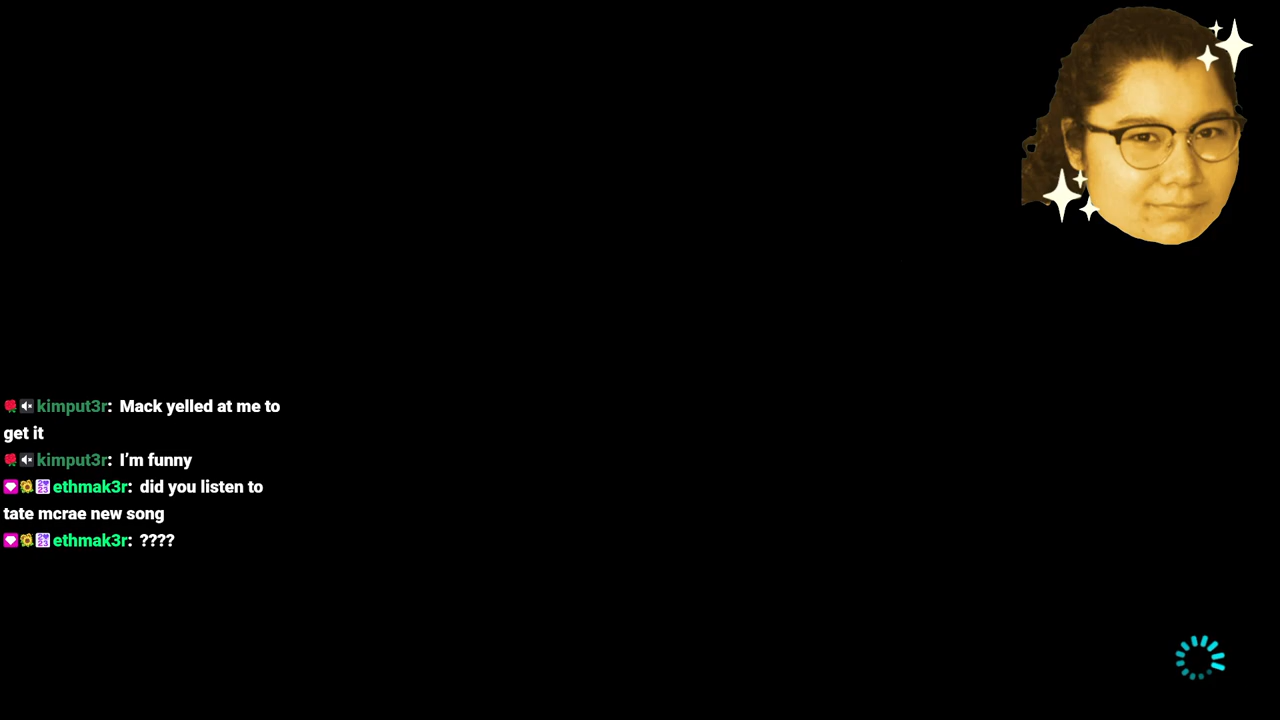 kimput3r: Mack yelled at me to
get it
kimput3r: I’m funny
ethmak3r: did you listen to
tate mcrae new song
ethmak3r: ????